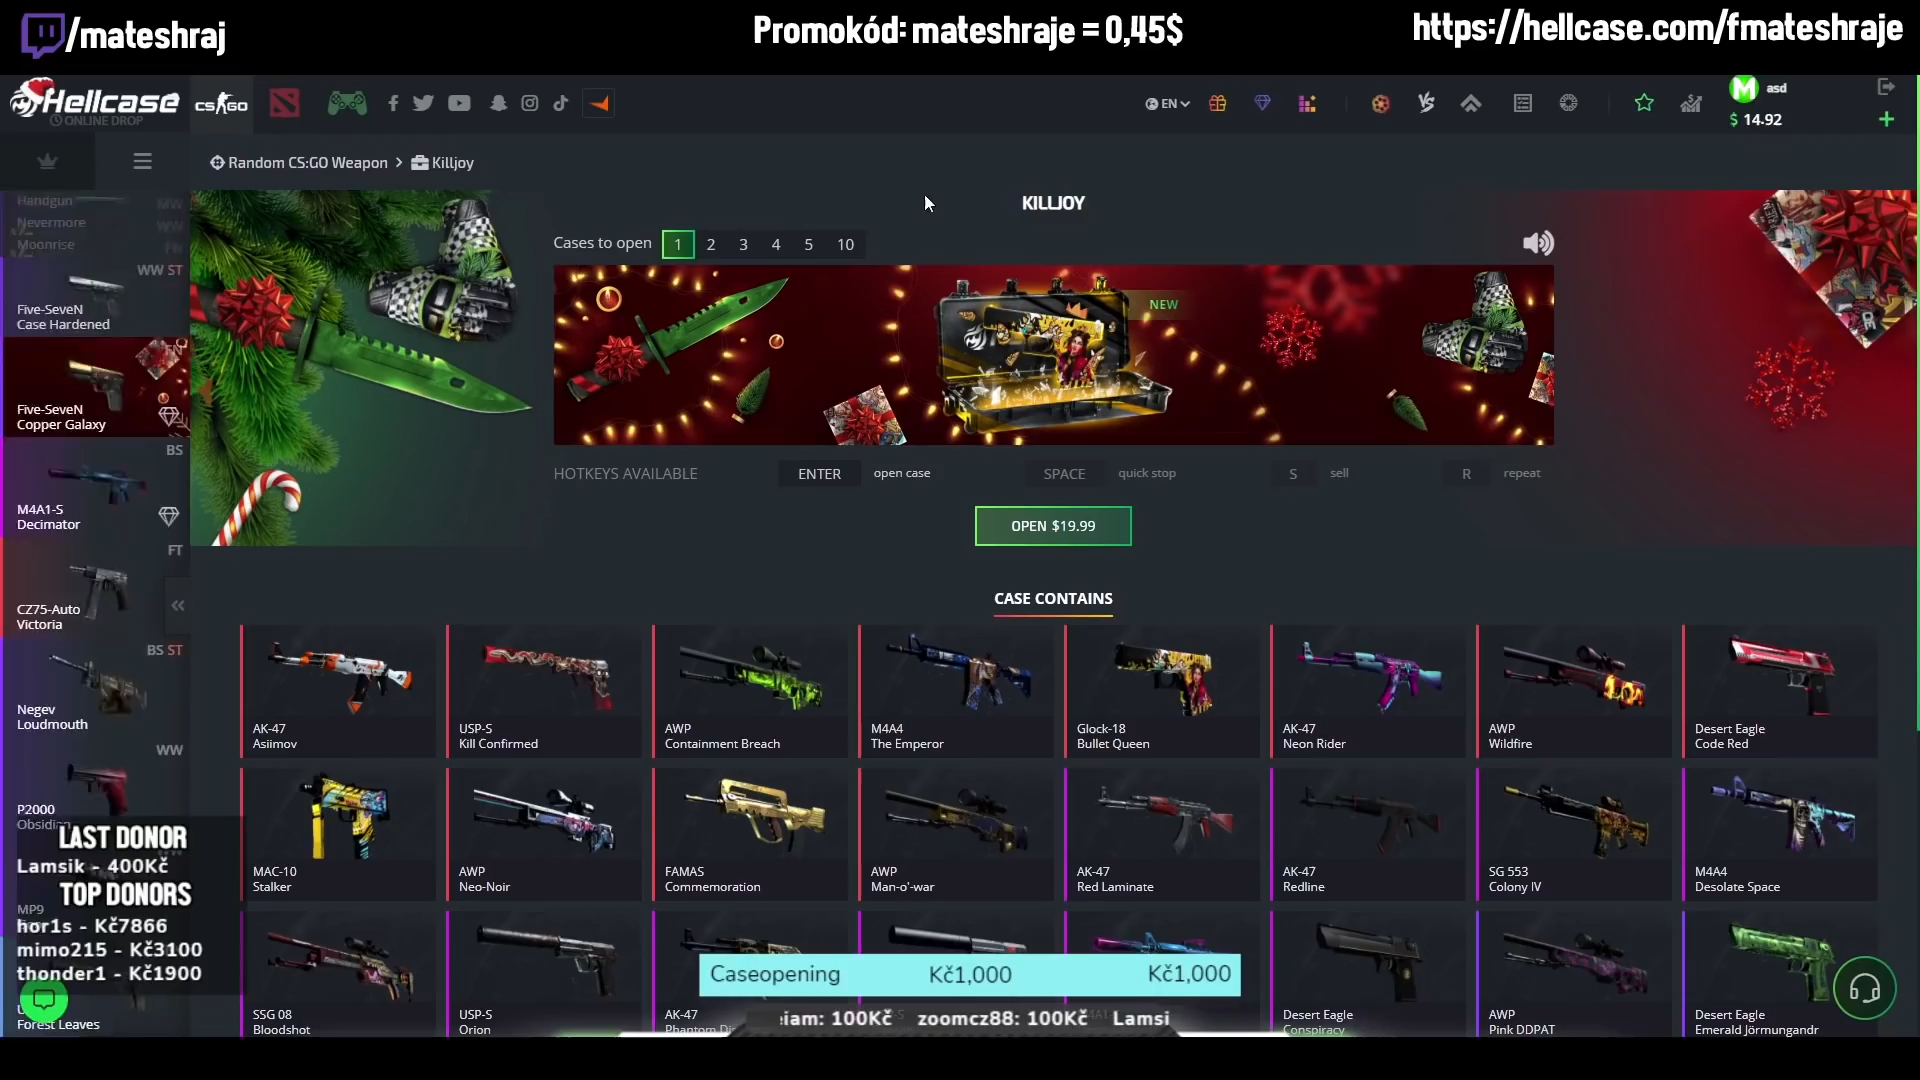 /mateshraj
Promokód: mateshraje = 0,45$
https://hellcase.com/fmateshraje
Hellcase
ONLINE DROP
CS:GO
EN
VS
M
asd
$ 14.92
Random CS:GO Weapon > Killjoy
Handgun
MW
Nevermore
WW
Moonrise
WW ST
Five-SeveN
Case Hardened
FN
Five-SeveN
Copper Galaxy
BS
M4A1-S
Decimator
FT
CZ75-Auto
Victoria
BS ST
Negev
Loudmouth
WW
P2000
MP9
Forest Leaves
KILLJOY
Cases to open 1 2 3 4 5 10
NEW
HOTKEYS AVAILABLE
ENTER open case
SPACE quick stop
S sell
R repeat
OPEN $19.99
CASE CONTAINS
AK-47
Asiimov
USP-S
Kill Confirmed
AWP
Containment Breach
M4A4
The Emperor
Glock-18
Bullet Queen
AK-47
Neon Rider
AWP
Wildfire
Desert Eagle
Code Red
MAC-10
Stalker
AWP
Neo-Noir
FAMAS
Commemoration
AWP
Man-o'-war
AK-47
Red Laminate
AK-47
Redline
SG 553
Colony IV
M4A4
Desolate Space
SSG 08
Bloodshot
USP-S
Orion
AK-47
Desert Eagle
Conspiracy
AWP
Pink DDPAT
Desert Eagle
Emerald Jörmungandr
LAST DONOR
Lamsik - 400Kč
TOP DONORS
hor1s - Kč7866
mimo215 - Kč3100
thonder1 - Kč1900
Caseopening Kč1,000 Kč1,000
iam: 100Kč zoomcz88: 100Kč Lamsi